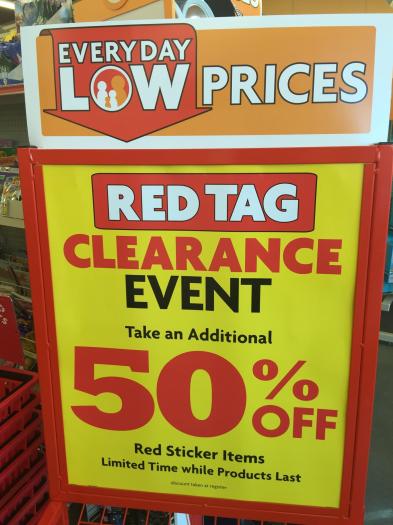 EVERYDAY
LOW PRICES
RED TAG
CLEARANCE
EVENT
Take an Additional
50% OFF
Red Sticker Items
Limited Time while Products Last
discount taken at register